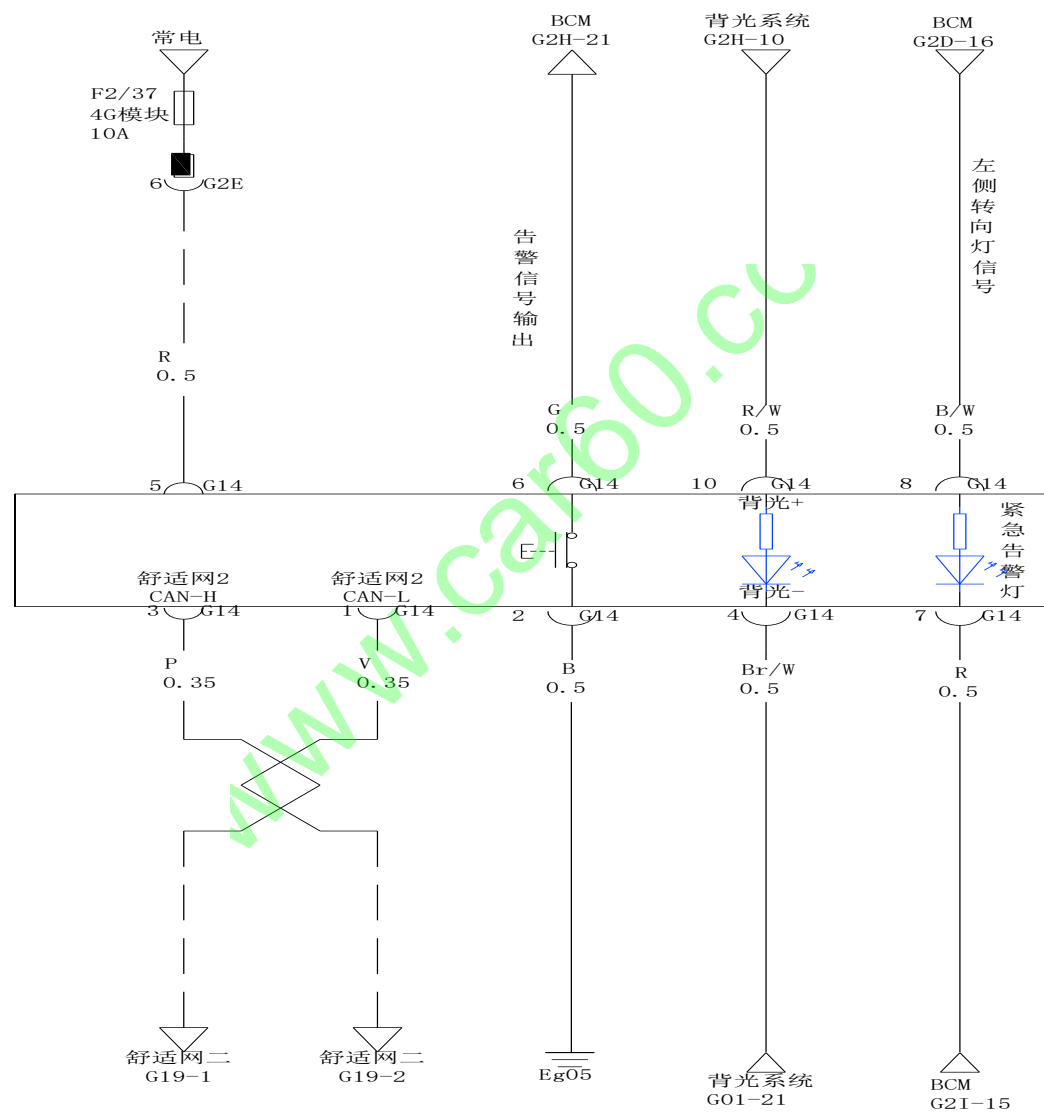 常电
F2/37
4G模块
10A
6 G2E
R
0.5
5 G14
BCM
G2H-21
告警信号输出
G
0.5
6 G14
背光系统
G2H-10
R/W
0.5
10 G14
背光+
BCM
G2D-16
左侧转向灯信号
B/W
0.5
8 G14
紧急告警灯
舒适网2
CAN-H
3 G14
舒适网2
CAN-L
1 G14
2 G14
背光-
4 G14
7 G14
P
0.35
V
0.35
B
0.5
Br/W
0.5
R
0.5
舒适网二
G19-1
舒适网二
G19-2
Eg05
背光系统
G01-21
BCM
G2I-15
www.car60.co